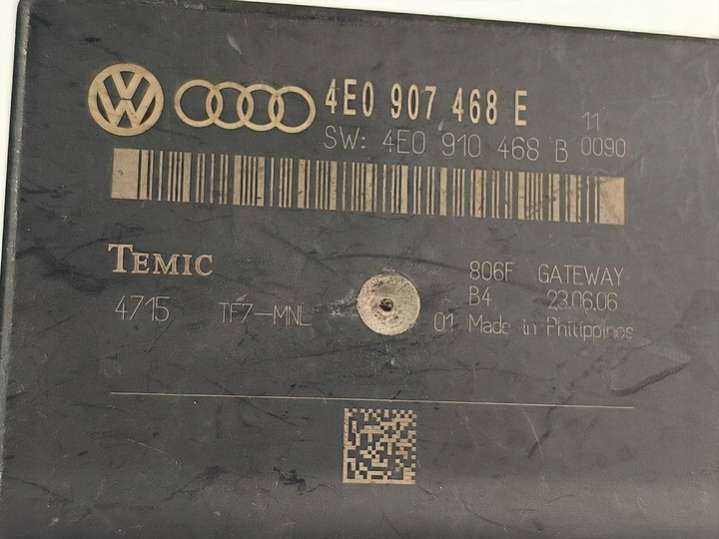 4E0 907 468 E
11
SW: 4E0 910 468 B 0090
TEMIC
806F GATEWAY
B4 23.06.06
4715 TF7-MNL
01 Made in Philippines